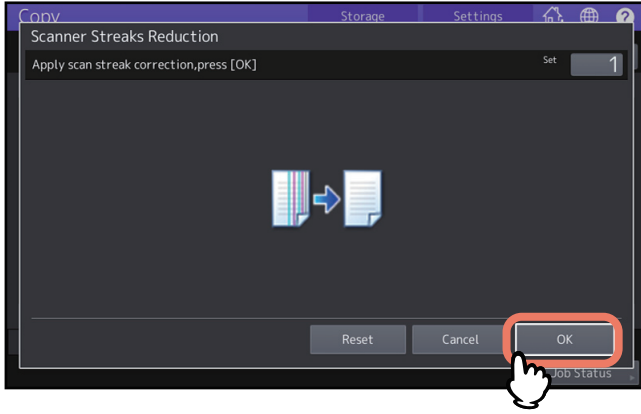 Copy Storage Settings ?
Scanner Streaks Reduction
Apply scan streak correction,press [OK] Set 1
Reset Cancel OK
Job Status